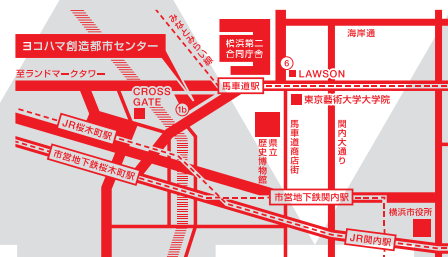 みなとみらい線
横浜第二
合同庁舎
海岸通
ヨコハマ創造都市センター
6
LAWSON
至ランドマークタワー
馬車道駅
CROSS
GATE
1b
東京藝術大学大学院
JR桜木町駅
県立
歴史博物館
馬車道商店街
関内大通り
市営地下鉄桜木町駅
市営地下鉄関内駅
横浜市役所
JR関内駅